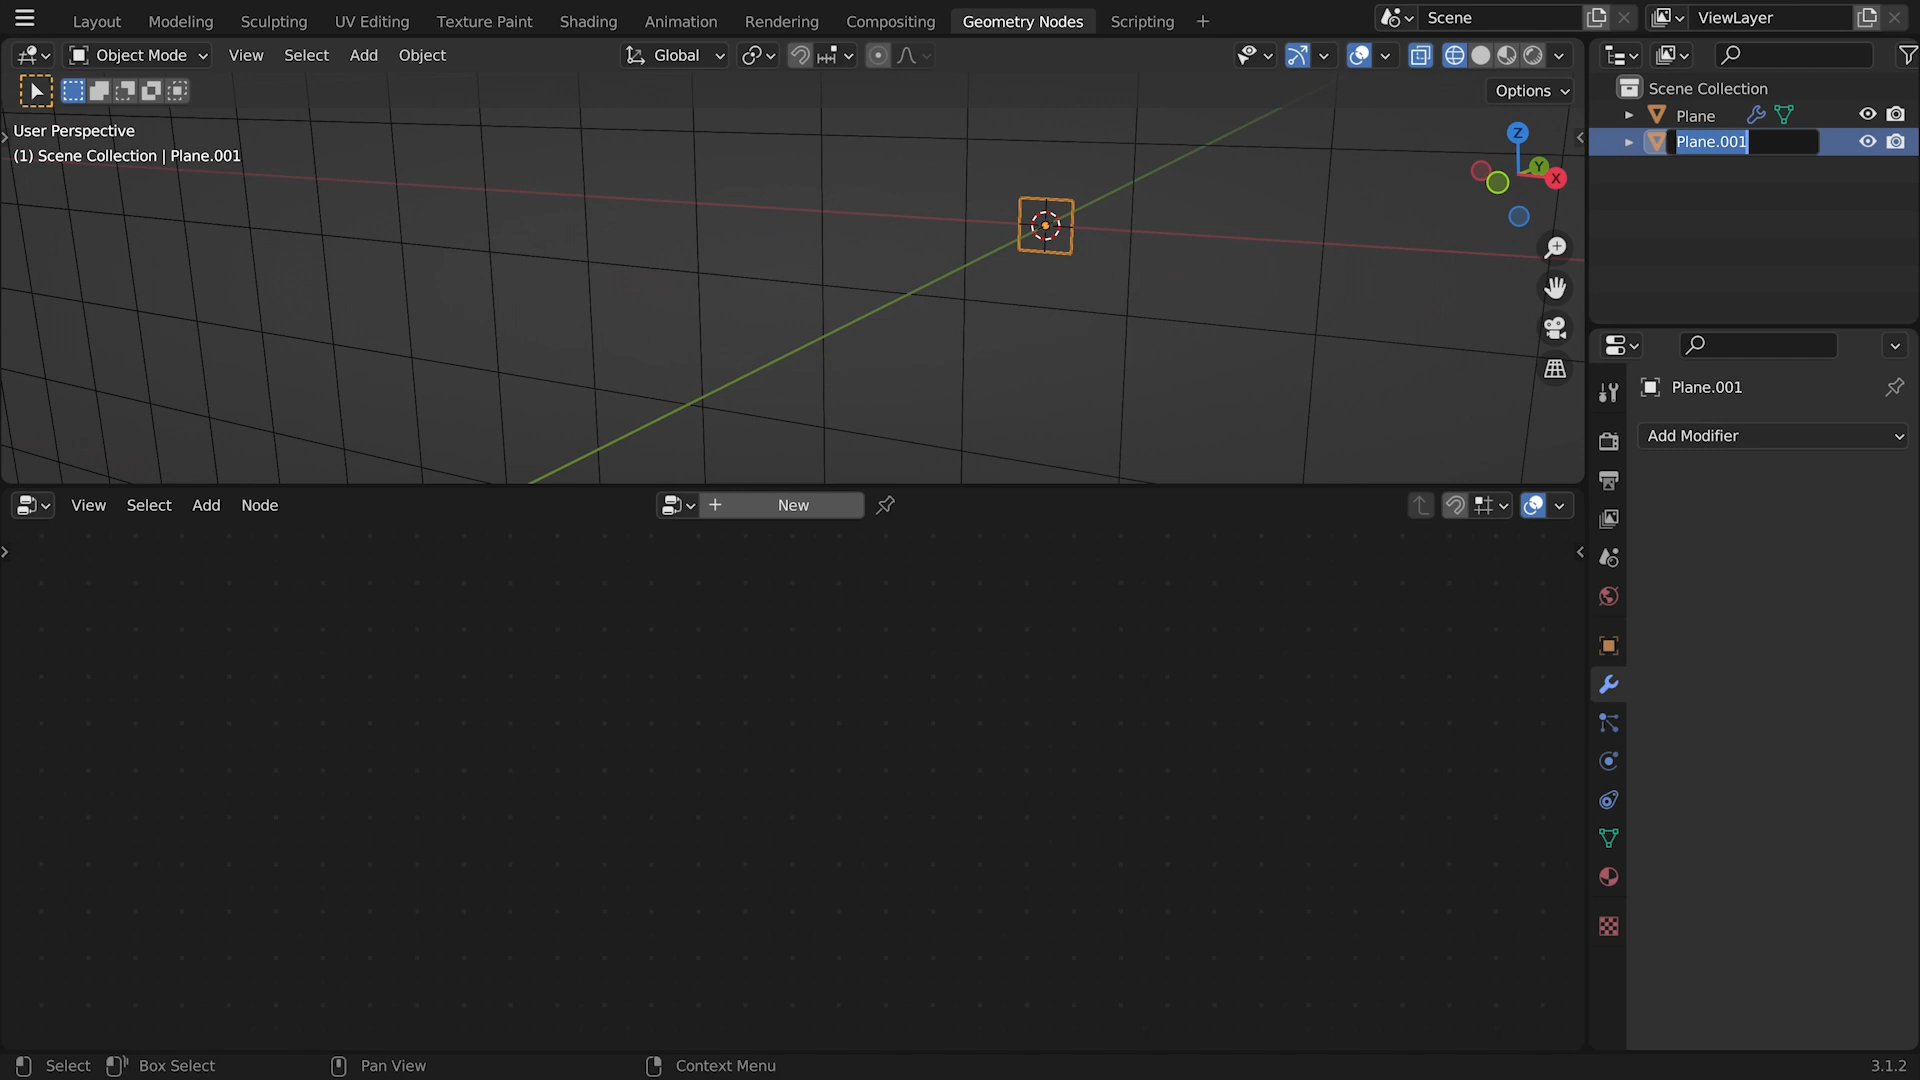 Layout Modeling Sculpting UV Editing Texture Paint Shading Animation Rendering Compositing Geometry Nodes Scripting + Scene ViewLayer
Object Mode View Select Add Object Global
Options
User Perspective
(1) Scene Collection | Plane.001
Z
Y
X
Scene Collection
Plane
Plane.001
Plane.001
Add Modifier
View Select Add Node + New
Select Box Select Pan View Context Menu 3.1.2